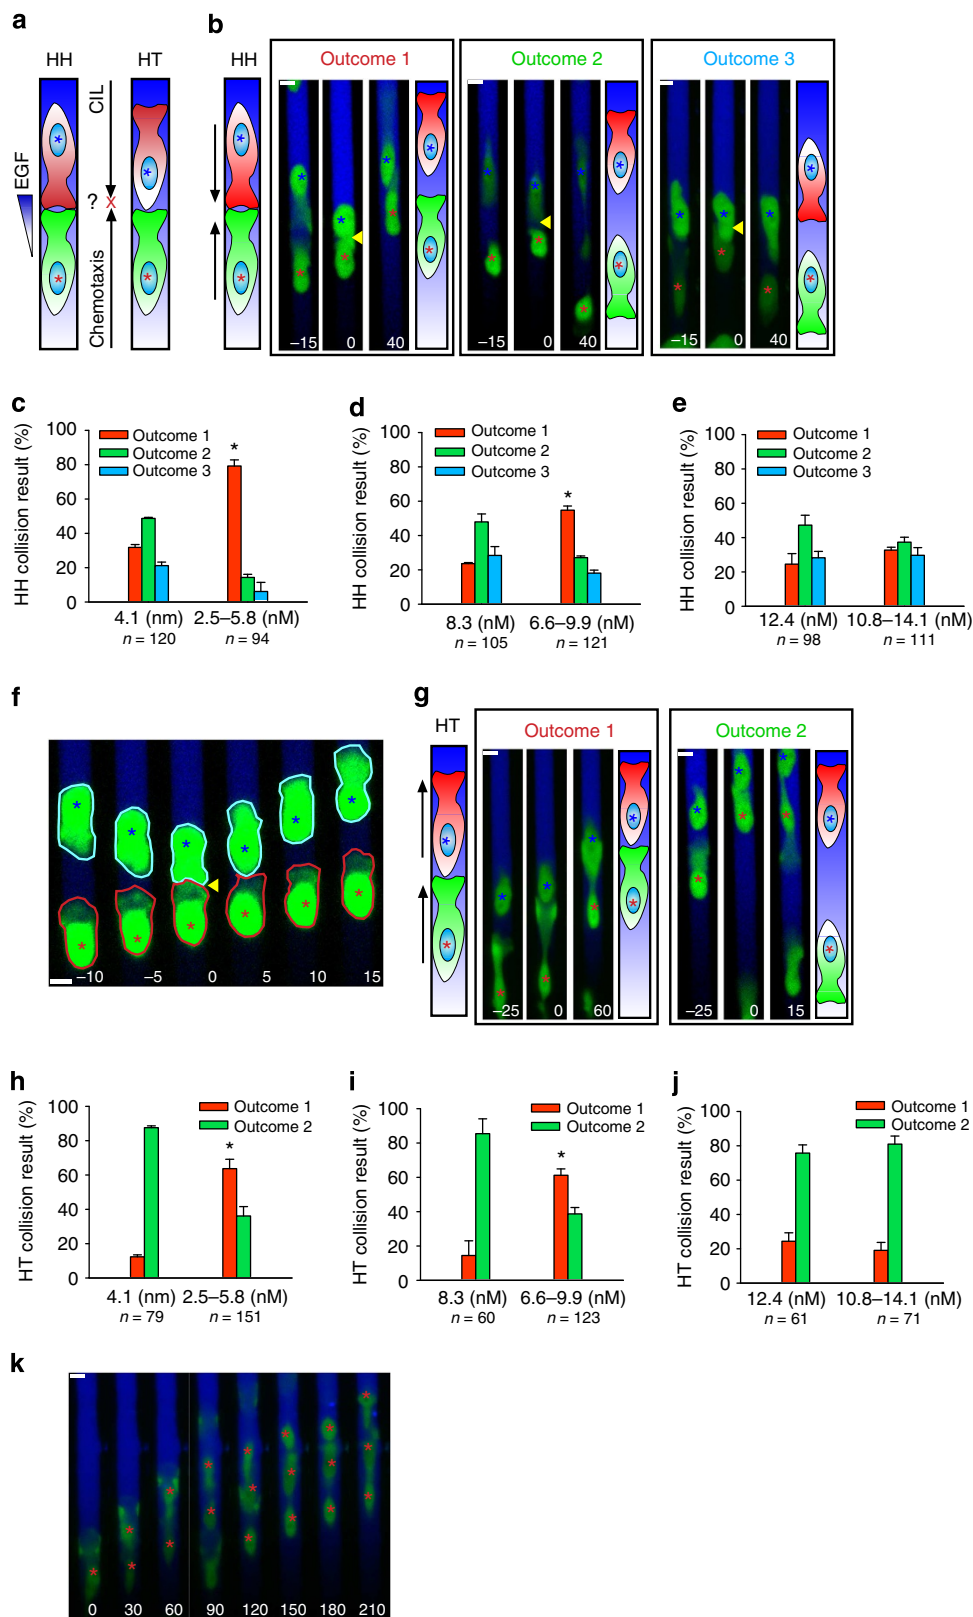 a
HH
HT
EGF
CIL
?
X
Chemotaxis
b
HH
Outcome 1
–15
0
40
Outcome 2
–15
0
40
Outcome 3
–15
0
40
c
HH collision result (%)
100
80
60
40
20
0
Outcome 1
Outcome 2
Outcome 3
*
4.1 (nm)
2.5–5.8 (nM)
n = 120
n = 94
d
HH collision result (%)
100
80
60
40
20
0
Outcome 1
Outcome 2
Outcome 3
*
8.3 (nM)
6.6–9.9 (nM)
n = 105
n = 121
e
HH collision result (%)
100
80
60
40
20
0
Outcome 1
Outcome 2
Outcome 3
12.4 (nM)
10.8–14.1 (nM)
n = 98
n = 111
f
–10
–5
0
5
10
15
g
HT
Outcome 1
–25
0
60
Outcome 2
–25
0
15
h
HT collision result (%)
100
80
60
40
20
0
Outcome 1
Outcome 2
*
4.1 (nm)
2.5–5.8 (nM)
n = 79
n = 151
i
HT collision result (%)
100
80
60
40
20
0
Outcome 1
Outcome 2
*
8.3 (nM)
6.6–9.9 (nM)
n = 60
n = 123
j
HT collision result (%)
100
80
60
40
20
0
Outcome 1
Outcome 2
12.4 (nM)
10.8–14.1 (nM)
n = 61
n = 71
k
0
30
60
90
120
150
180
210